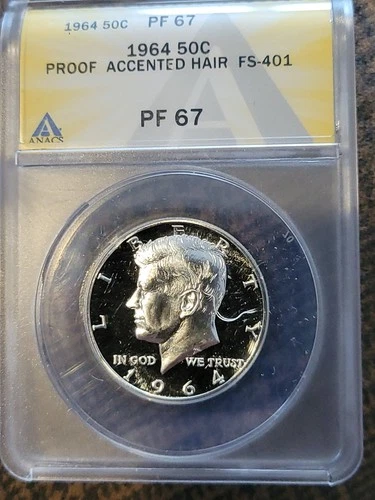 1964 50C PF 67
1964 50C
PROOF ACCENTED HAIR FS-401
PF 67
ANACS
LIBERTY
IN GOD WE TRUST
1964